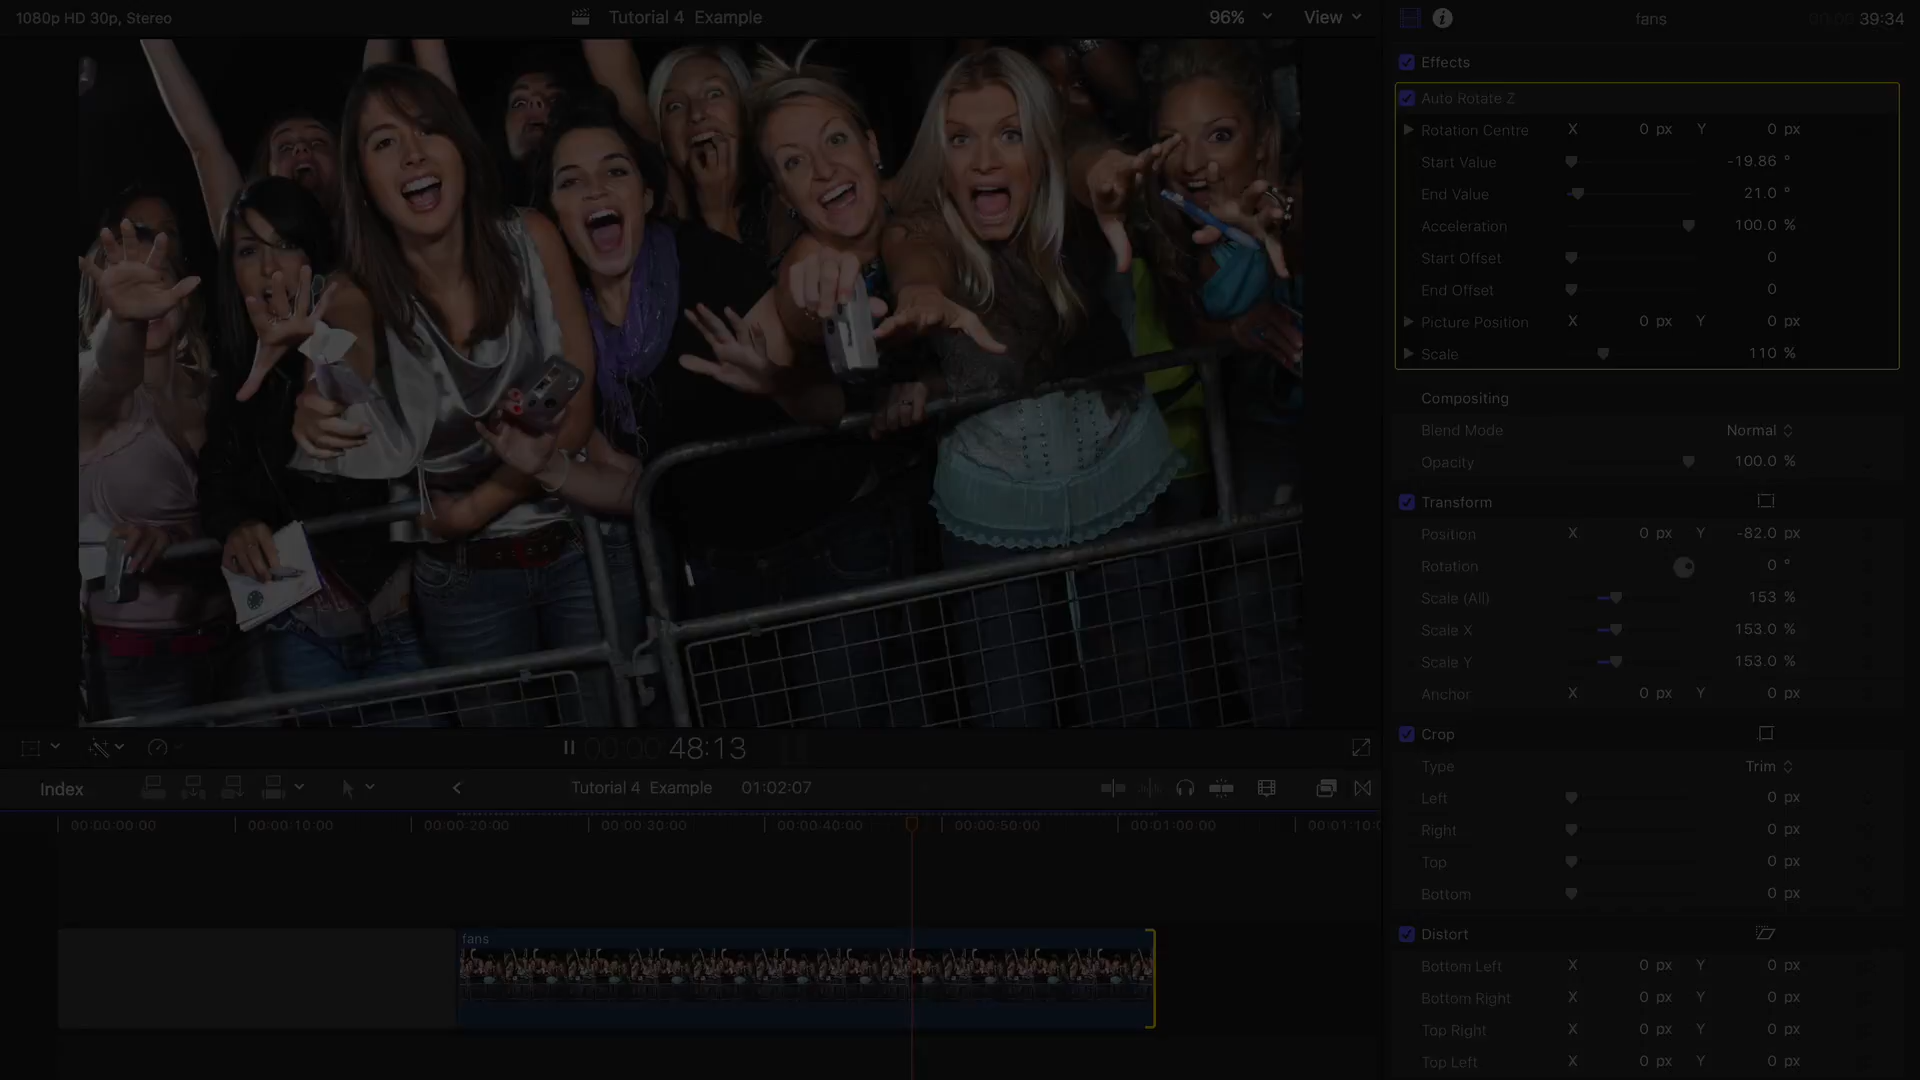 1080p HD 30p, Stereo
Tutorial 4 Example
96%
View
fans
00:00:39:34
Effects
Auto Rotate Z
Rotation Centre X 0 px Y 0 px
Start Value -19.86 °
End Value 21.0 °
Acceleration 100.0 %
Start Offset 0
End Offset 0
Picture Position X 0 px Y 0 px
Scale 110 %
Compositing
Blend Mode Normal
Opacity 100.0 %
Transform
Position X 0 px Y -82.0 px
Rotation 0 °
Scale (All) 153 %
Scale X 153.0 %
Scale Y 153.0 %
Anchor X 0 px Y 0 px
Crop
Type Trim
Left 0 px
Right 0 px
Top 0 px
Bottom 0 px
Distort
Bottom Left X 0 px Y 0 px
Bottom Right X 0 px Y 0 px
Top Right X 0 px Y 0 px
Top Left X 0 px Y 0 px
00:00:48:13
Index
Tutorial 4 Example 01:02:07
00:00:00:00 00:00:10:00 00:00:20:00 00:00:30:00 00:00:40:00 00:00:50:00 00:01:00:00
fans